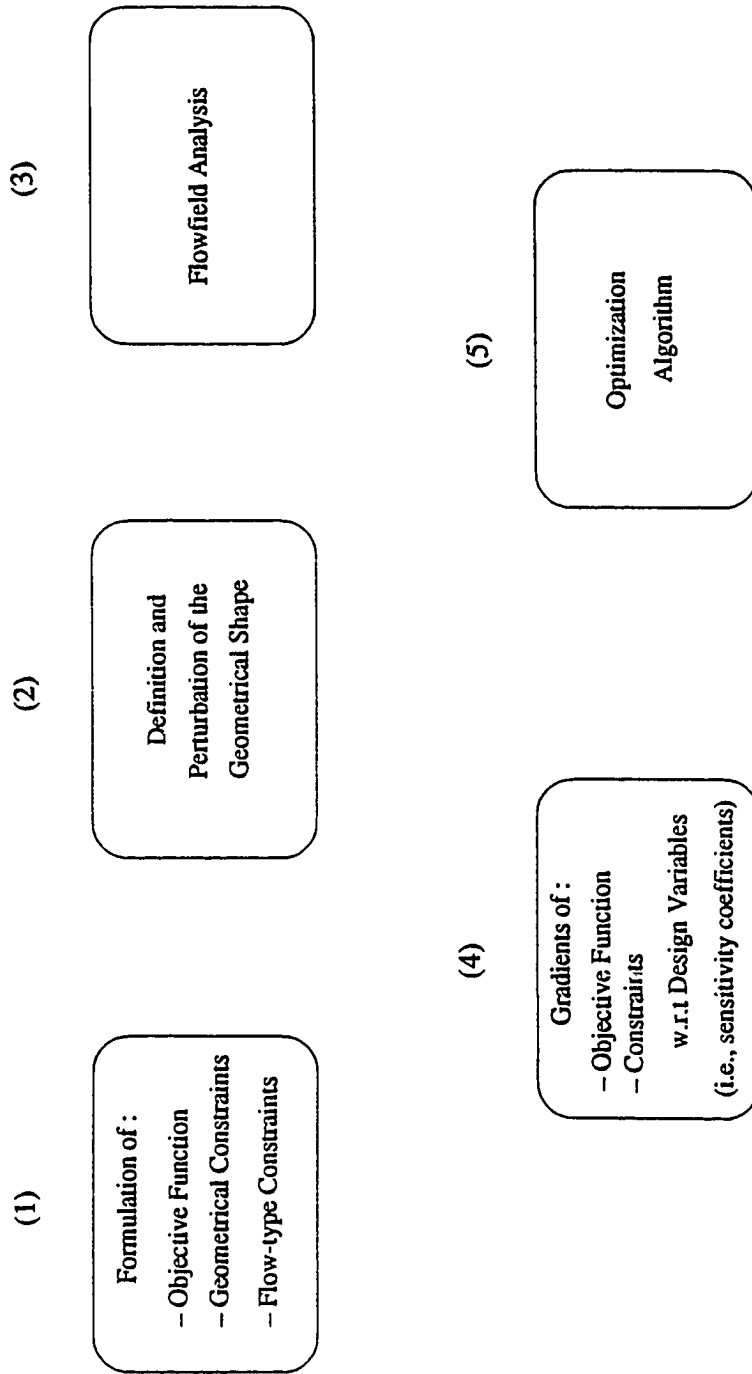 (1)
Formulation of :
– Objective Function
– Geometrical Constraints
– Flow-type Constraints
(2)
Definition and
Perturbation of the
Geometrical Shape
(3)
Flowfield Analysis
(4)
Gradients of :
– Objective Function
– Constraints
w.r.t Design Variables
(i.e., sensitivity coefficients)
(5)
Optimization
Algorithm